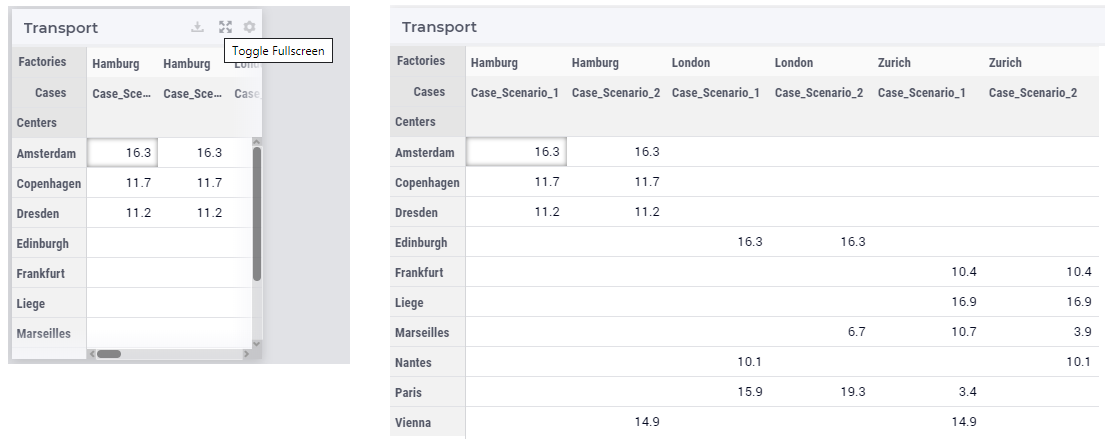 Transport
Toggle Fullscreen
Factories Hamburg Hamburg
Cases Case_Sce... Case_Sce... Case_
Centers
Amsterdam 16.3 16.3
Copenhagen 11.7 11.7
Dresden 11.2 11.2
Edinburgh
Frankfurt
Liege
Marseilles
Transport
Factories Hamburg Hamburg London London Zurich Zurich
Cases Case_Scenario_1 Case_Scenario_2 Case_Scenario_1 Case_Scenario_2 Case_Scenario_1 Case_Scenario_2
Centers
Amsterdam 16.3 16.3
Copenhagen 11.7 11.7
Dresden 11.2 11.2
Edinburgh 16.3 16.3
Frankfurt 10.4 10.4
Liege 16.9 16.9
Marseilles 6.7 10.7 3.9
Nantes 10.1 10.1
Paris 15.9 19.3 3.4
Vienna 14.9 14.9